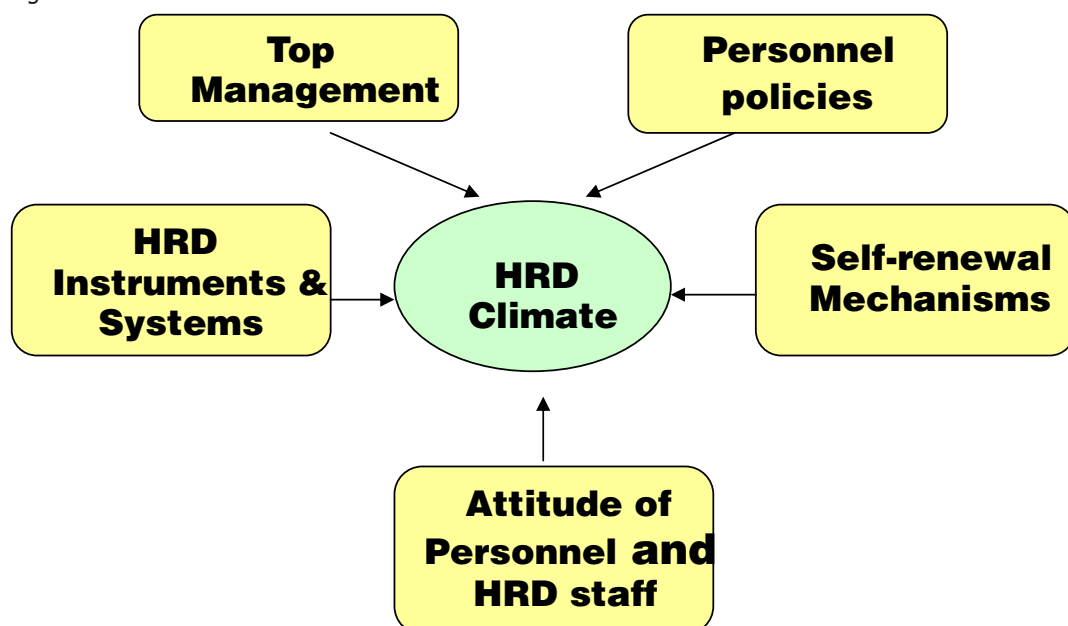 Top
Management
Personnel
policies
HRD
Instruments &
Systems
HRD
Climate
Self-renewal
Mechanisms
Attitude of
Personnel and
HRD staff